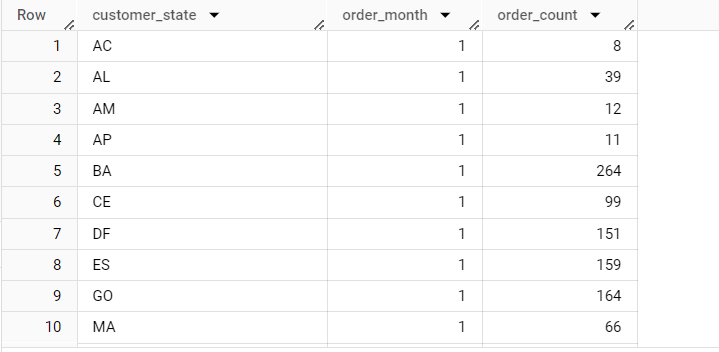 Row customer_state order_month order_count
1 AC 1 8
2 AL 1 39
3 AM 1 12
4 AP 1 11
5 BA 1 264
6 CE 1 99
7 DF 1 151
8 ES 1 159
9 GO 1 164
10 MA 1 66